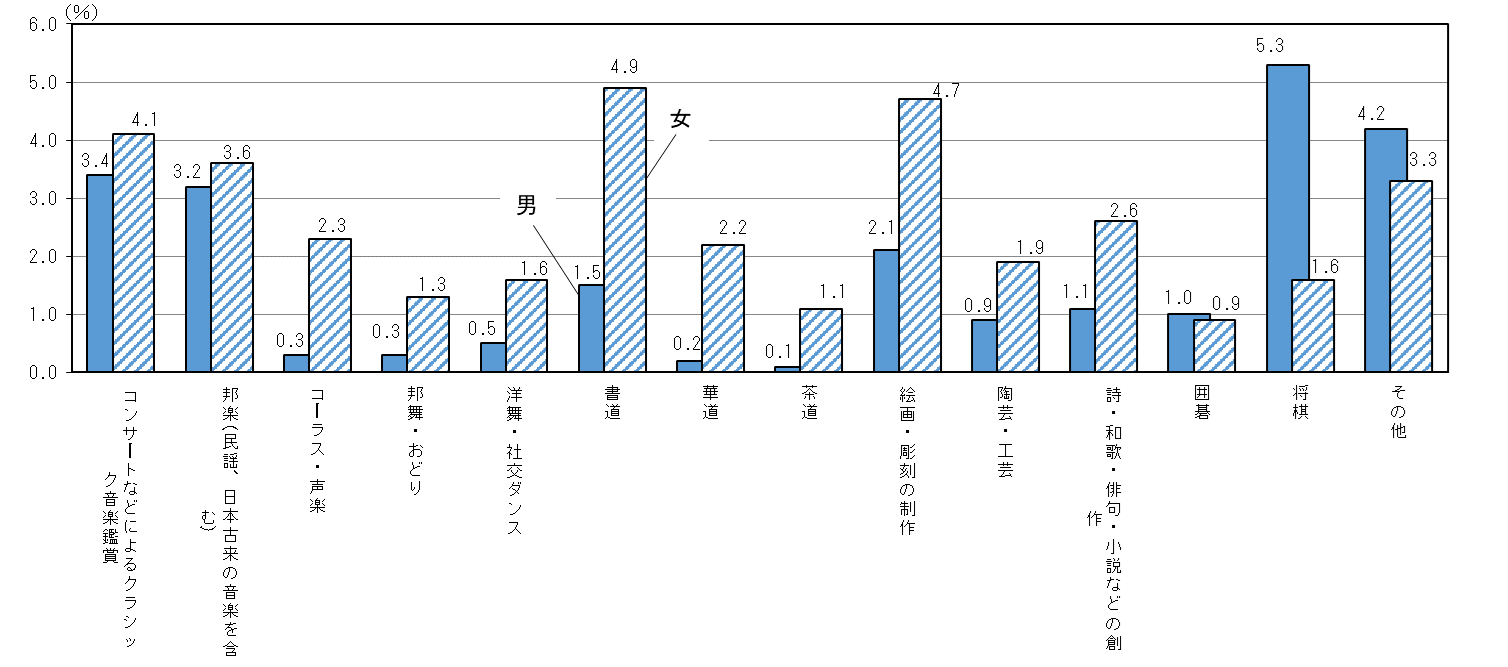 (%)
6.0
5.0
4.0
3.0
2.0
1.0
0.0
3.4
4.1
3.2
3.6
0.3
2.3
0.3
1.3
0.5
1.6
1.5
4.9
0.2
2.2
0.1
1.1
2.1
4.7
0.9
1.9
1.1
2.6
1.0
0.9
5.3
1.6
4.2
3.3
男
女
コンサートなどによるクラシッ
ク音楽鑑賞
邦楽(民謡、日本古来の音楽を含
む)
コーラス・声楽
邦舞・おどり
洋舞・社交ダンス
書道
華道
茶道
絵画・彫刻の制作
陶芸・工芸
詩・和歌・俳句・小説などの創
作
囲碁
将棋
その他